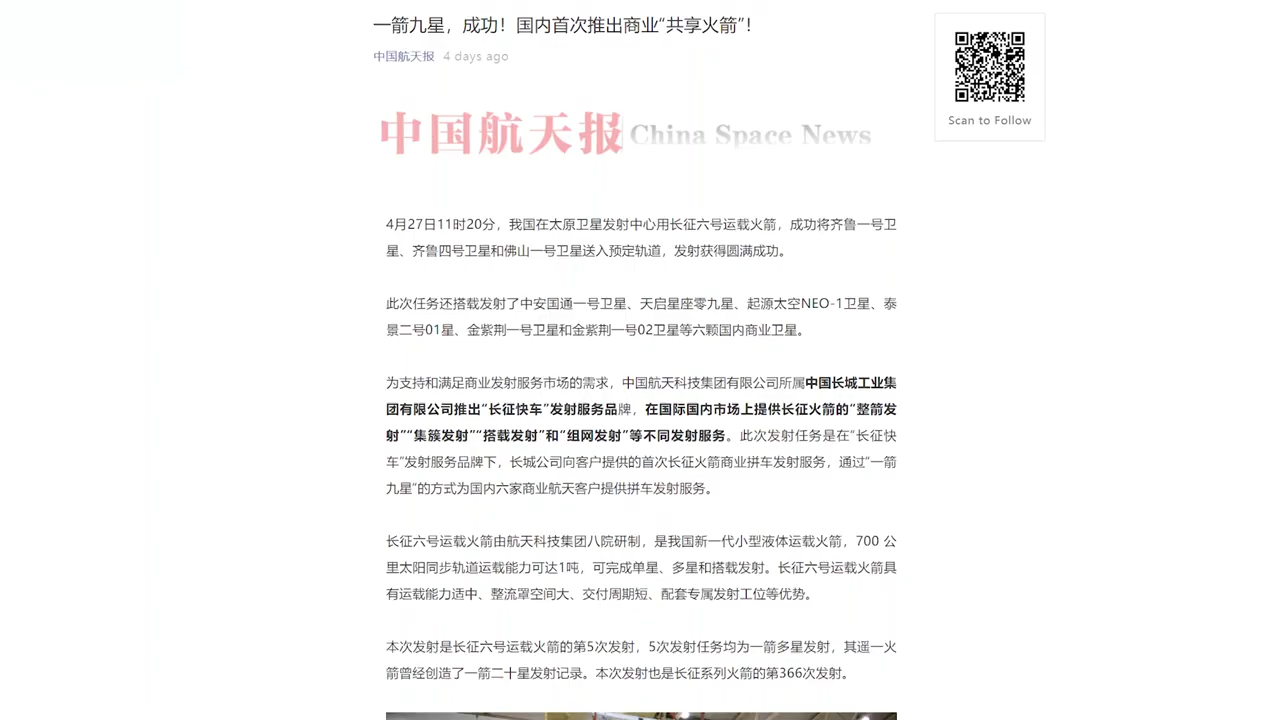 一箭九星，成功！国内首次推出商业“共享火箭”！
中国航天报 4 days ago
中国航天报 China Space News
Scan to Follow
4月27日11时20分，我国在太原卫星发射中心用长征六号运载火箭，成功将齐鲁一号卫
星、齐鲁四号卫星和佛山一号卫星送入预定轨道，发射获得圆满成功。
此次任务还搭载发射了中安国通一号卫星、天启星座零九星、起源太空NEO-1卫星、泰
景二号01星、金紫荆一号卫星和金紫荆一号02卫星等六颗国内商业卫星。
为支持和满足商业发射服务市场的需求，中国航天科技集团有限公司所属中国长城工业集
团有限公司推出“长征快车”发射服务品牌，在国际国内市场上提供长征火箭的“整箭发
射”“集簇发射”“搭载发射”和“组网发射”等不同发射服务。此次发射任务是在“长征快
车”发射服务品牌下，长城公司向客户提供的首次长征火箭商业拼车发射服务，通过“一箭
九星”的方式为国内六家商业航天客户提供拼车发射服务。
长征六号运载火箭由航天科技集团八院研制，是我国新一代小型液体运载火箭，700 公
里太阳同步轨道运载能力可达1吨，可完成单星、多星和搭载发射。长征六号运载火箭具
有运载能力适中、整流罩空间大、交付周期短、配套专属发射工位等优势。
本次发射是长征六号运载火箭的第5次发射，5次发射任务均为一箭多星发射，其遥一火
箭曾经创造了一箭二十星发射记录。本次发射也是长征系列火箭的第366次发射。